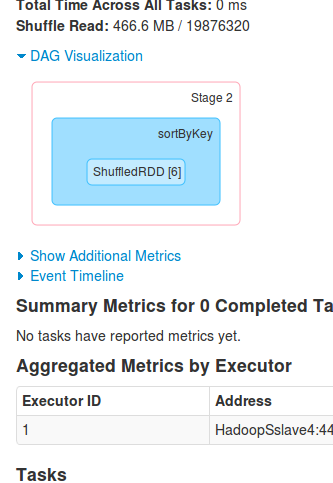 Total Time Across All Tasks: 0 ms
Shuffle Read: 466.6 MB / 19876320
DAG Visualization
Stage 2
sortByKey
ShuffledRDD [6]
Show Additional Metrics
Event Timeline
Summary Metrics for 0 Completed Ta
No tasks have reported metrics yet.
Aggregated Metrics by Executor
Executor ID Address
1 HadoopSslave4:44
Tasks